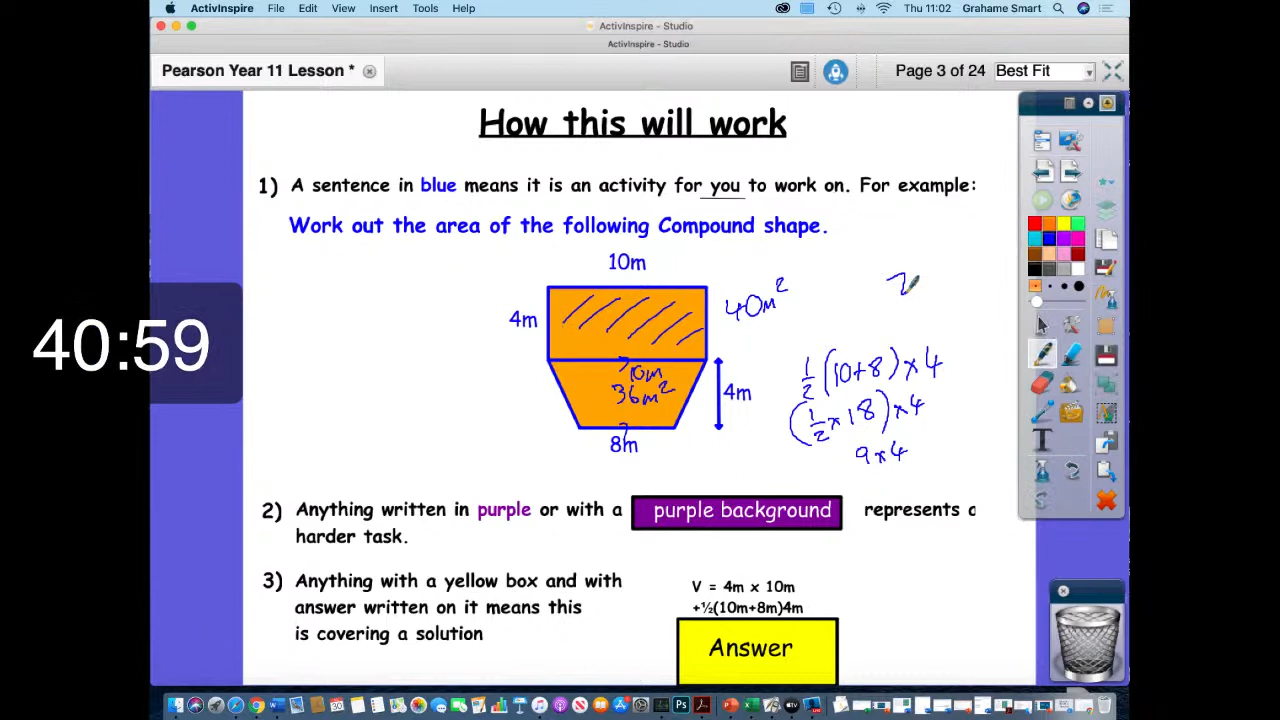 ActivInspire File Edit View Insert Tools Help Thu 11:02 Grahame Smart
ActivInspire - Studio
ActivInspire - Studio
Pearson Year 11 Lesson * Page 3 of 24 Best Fit
How this will work
1) A sentence in blue means it is an activity for you to work on. For example:
Work out the area of the following Compound shape.
10m
4m
40m²
7
10m
36m²
4m
8m
½(10+8)×4
(½×18)×4
9×4
40:59
2) Anything written in purple or with a purple background represents a
harder task.
3) Anything with a yellow box and with
answer written on it means this
is covering a solution
V = 4m x 10m
+½(10m+8m)4m
Answer